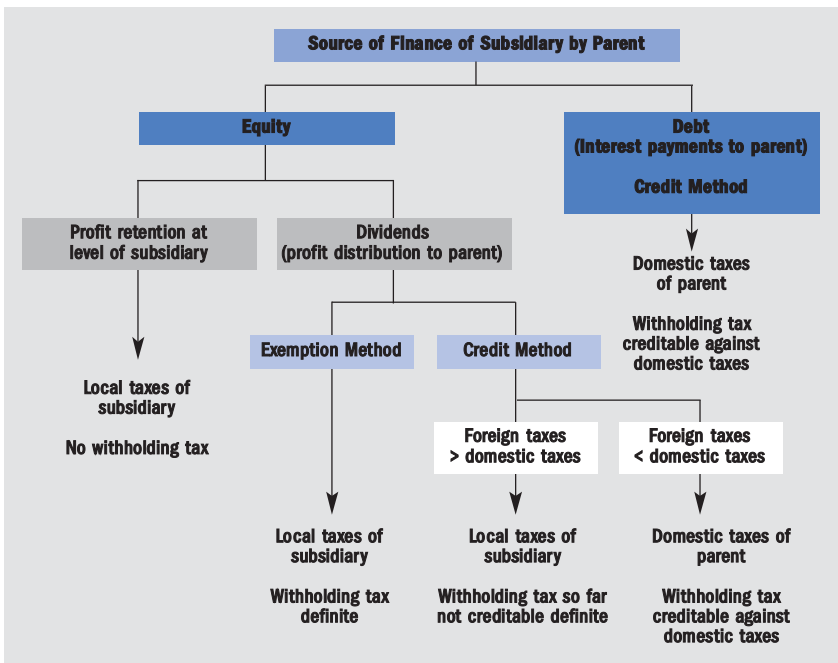 Source of Finance of Subsidiary by Parent
Equity
Debt
(Interest payments to parent)
Credit Method
Profit retention at
level of subsidiary
Dividends
(profit distribution to parent)
Domestic taxes
of parent
Withholding tax
creditable against
domestic taxes
Exemption Method
Credit Method
Local taxes of
subsidiary
No withholding tax
Foreign taxes
> domestic taxes
Foreign taxes
< domestic taxes
Local taxes of
subsidiary
Withholding tax
definite
Local taxes of
subsidiary
Withholding tax so far
not creditable definite
Domestic taxes of
parent
Withholding tax
creditable against
domestic taxes